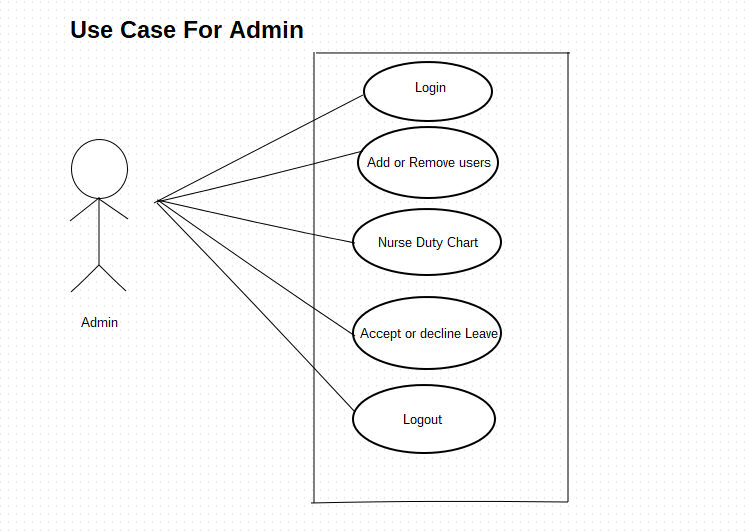 Use Case For Admin
Login
Add or Remove users
Nurse Duty Chart
Accept or decline Leave
Logout
Admin